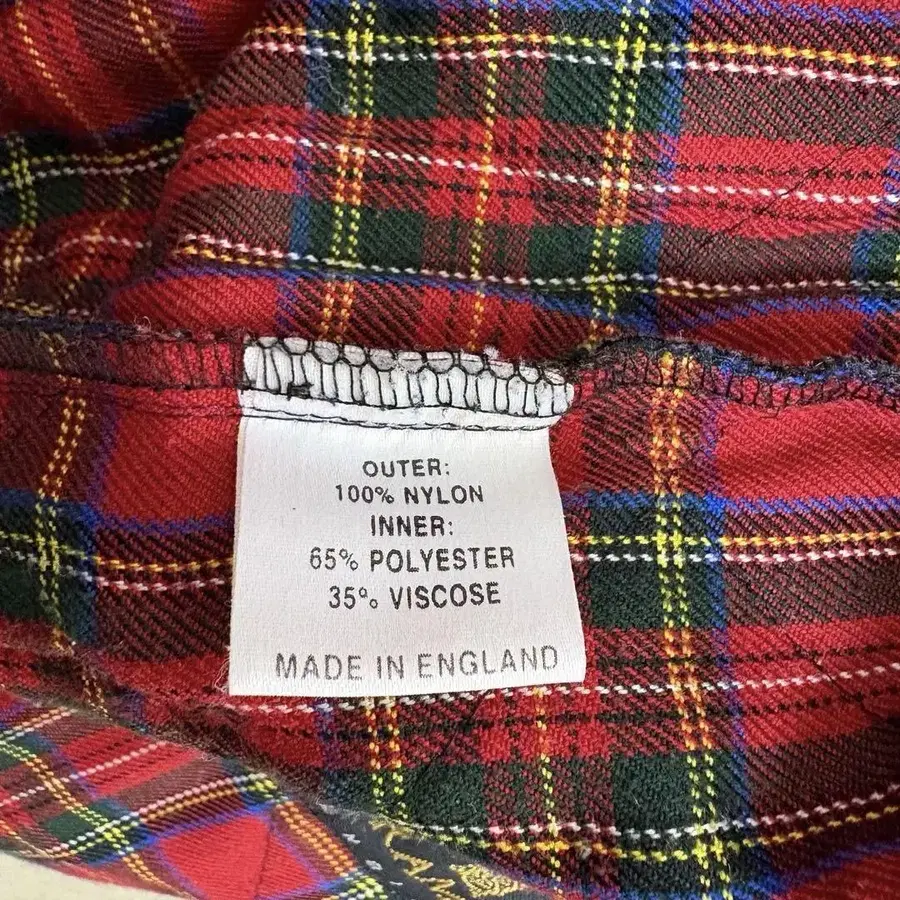 OUTER:
100% NYLON
INNER:
65% POLYESTER
35% VISCOSE
MADE IN ENGLAND